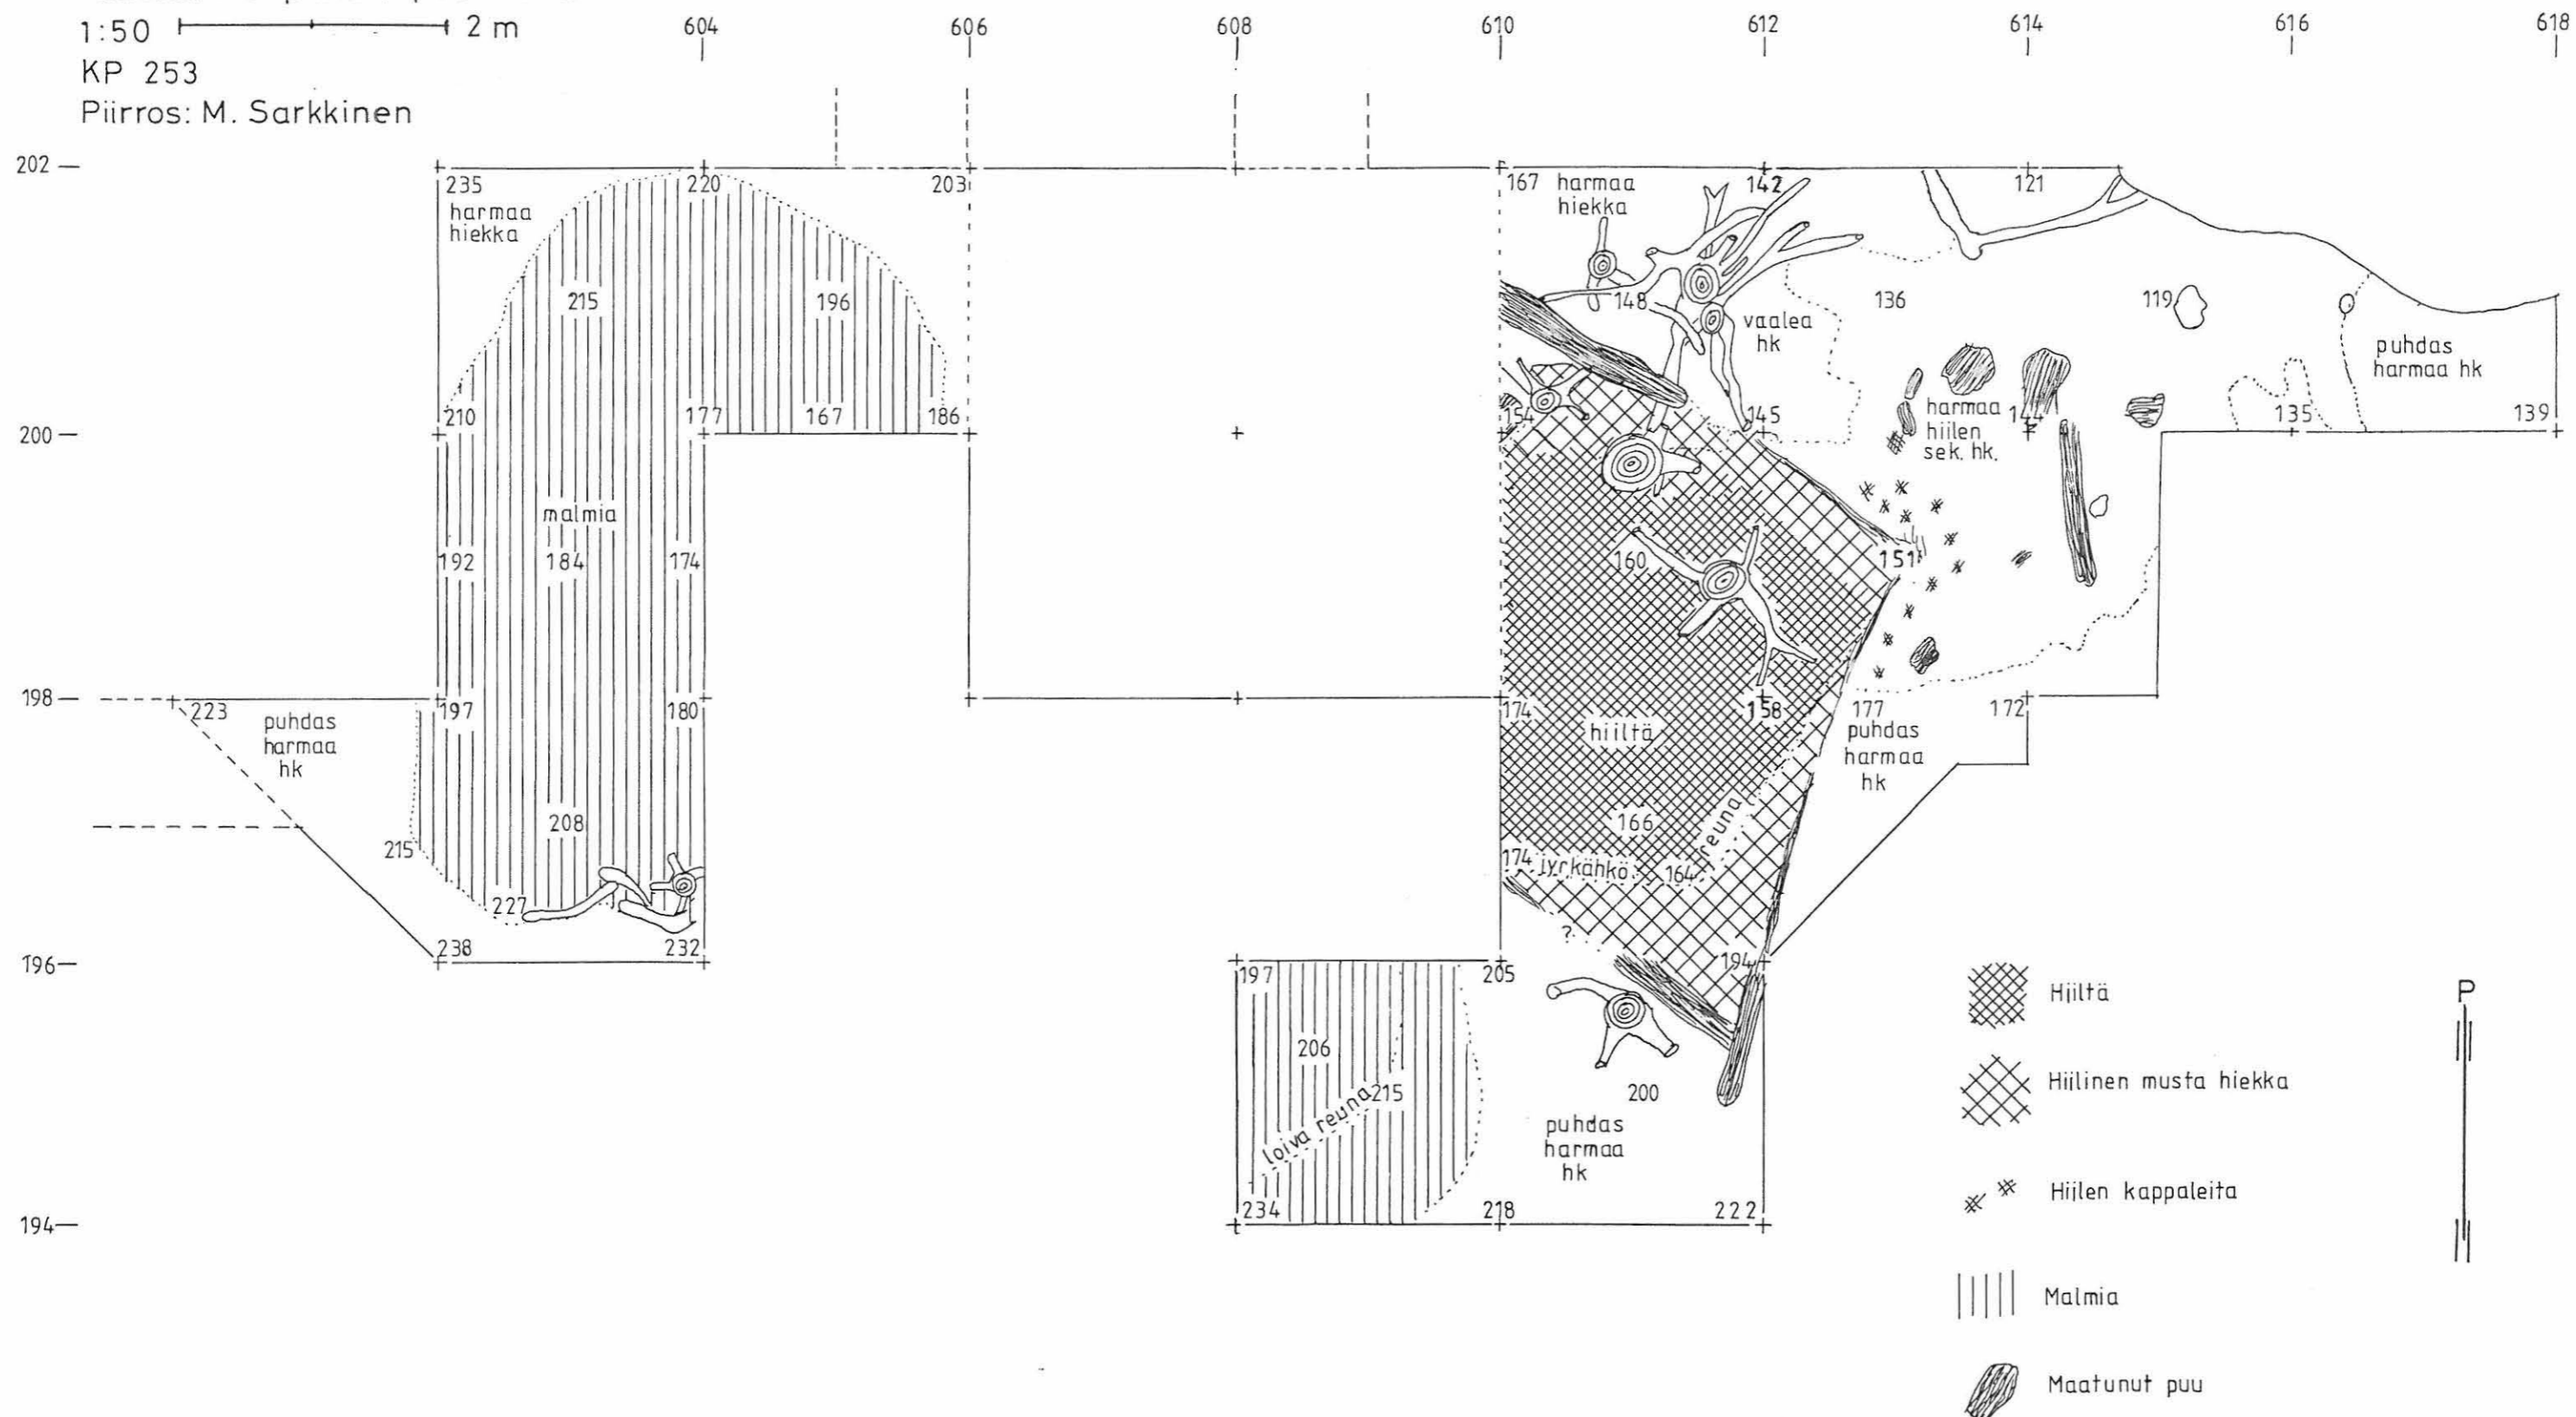 1:50 2 m
KP 253
Piirros: M. Sarkkinen
604 606 608 610 612 614 616 618
202
235 220 203 167 142 121
harmaa
hiekka
harmaa
hiekka
215 196 148 136 119
vaalea
hk
puhdas
harmaa hk
200
210 177 167 186 154 145 144 135 139
harmaa
hiilen
sek. hk.
malmia
192 184 174 160 151
198
223 197 180 174 158 177 172
puhdas
harmaa
hk
hiiltä
puhdas
harmaa
hk
208 166
reuna
215 174 jyrkähkö 164
227
?
238 232 194
196
197 205
206
215
loiva reuna
200
puhdas
harmaa
hk
194
234 218 222
Hiiltä
P
Hiilinen musta hiekka
Hiilen kappaleita
Malmia
Maatunut puu